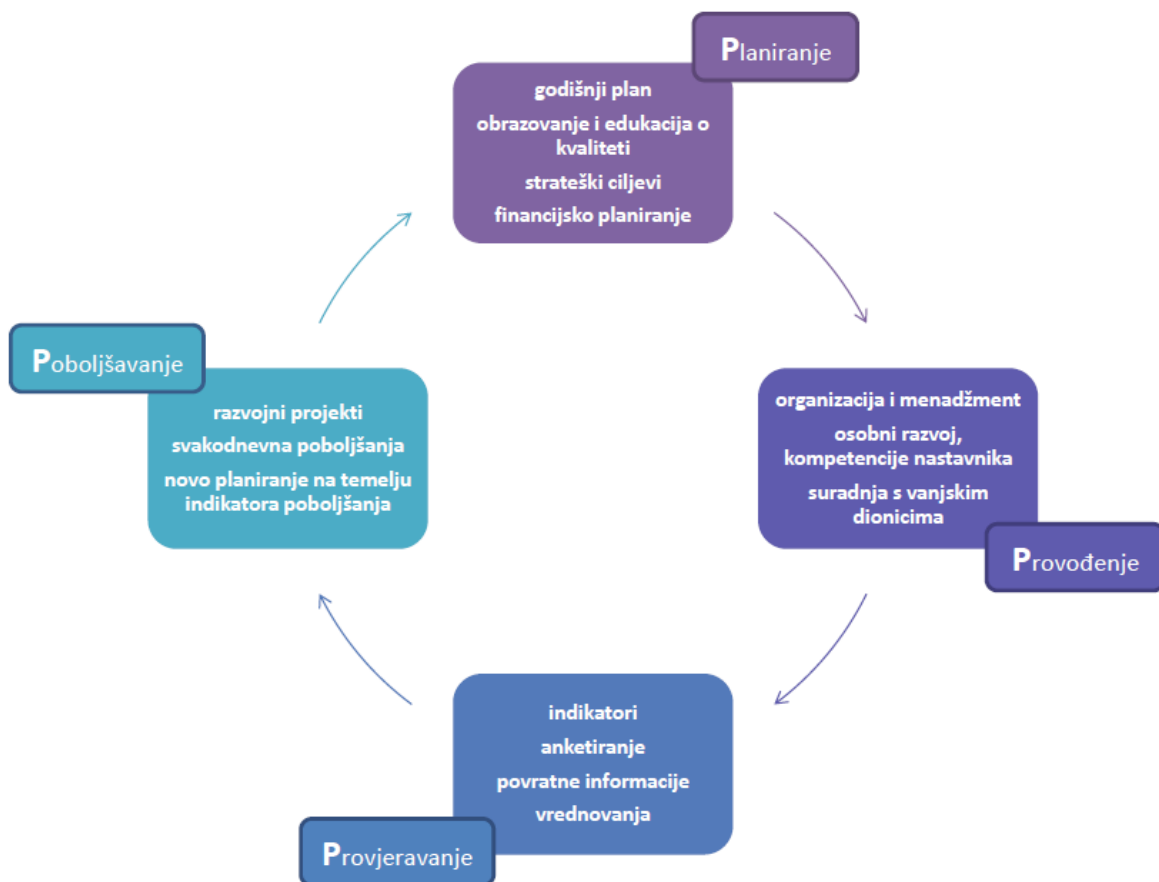 Planiranje
godišnji plan
obrazovanje i edukacija o
kvaliteti
strateški ciljevi
financijsko planiranje
Poboljšavanje
razvojni projekti
svakodnevna poboljšanja
novo planiranje na temelju
indikatora poboljšanja
organizacija i menadžment
osobni razvoj,
kompetencije nastavnika
suradnja s vanjskim
dionicima
Provođenje
indikatori
anketiranje
povratne informacije
vrednovanja
Provjeravanje